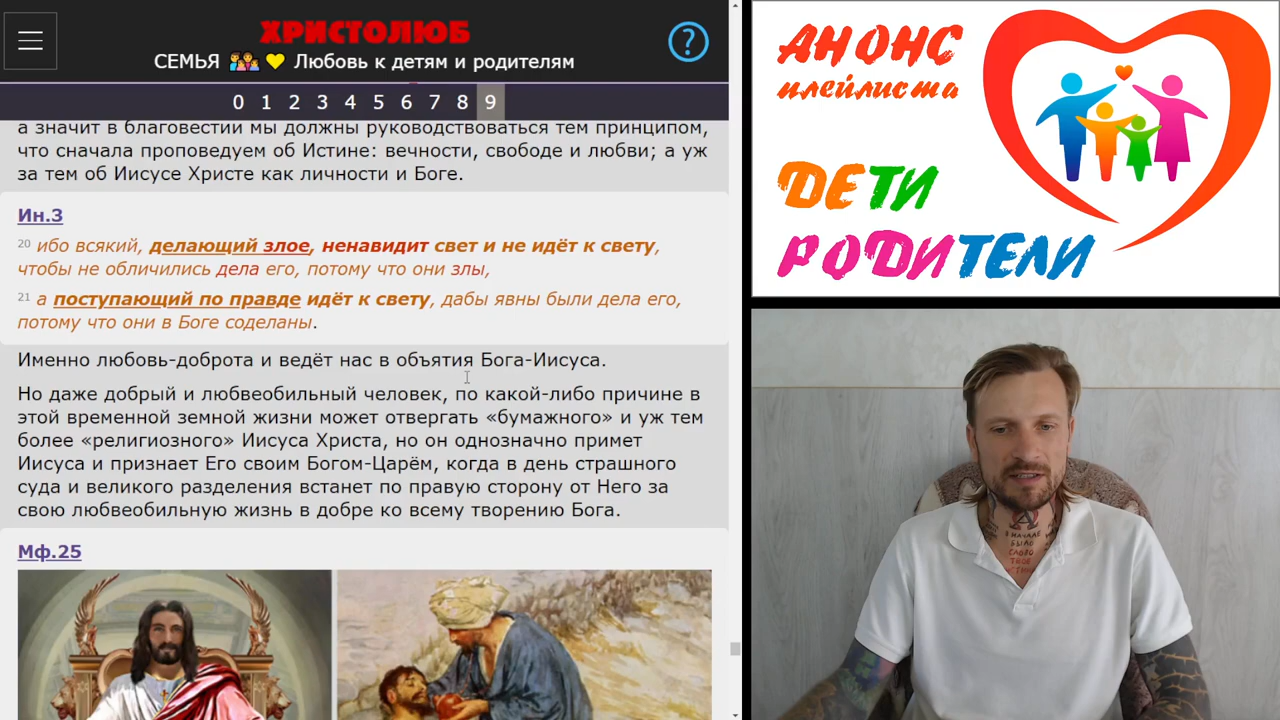 ХРИСТОЛЮБ
СЕМЬЯ 👨‍👩‍👧 💛 Любовь к детям и родителям
?
0 1 2 3 4 5 6 7 8 9
а значит в благовестии мы должны руководствоваться тем принципом,
что сначала проповедуем об Истине: вечности, свободе и любви; а уж
за тем об Иисусе Христе как личности и Боге.
Ин.3
20 ибо всякий, делающий злое, ненавидит свет и не идёт к свету,
чтобы не обличились дела его, потому что они злы,
21 а поступающий по правде идёт к свету, дабы явны были дела его,
потому что они в Боге соделаны.
Именно любовь-доброта и ведёт нас в объятия Бога-Иисуса.
Но даже добрый и любвеобильный человек, по какой-либо причине в
этой временной земной жизни может отвергать «бумажного» и уж тем
более «религиозного» Иисуса Христа, но он однозначно примет
Иисуса и признает Его своим Богом-Царём, когда в день страшного
суда и великого разделения встанет по правую сторону от Него за
свою любвеобильную жизнь в добре ко всему творению Бога.
Мф.25
АНОНС
плейлиста
ДЕТИ
РОДИТЕЛИ
В НАЧАЛЕ
БЫЛО
СЛОВО